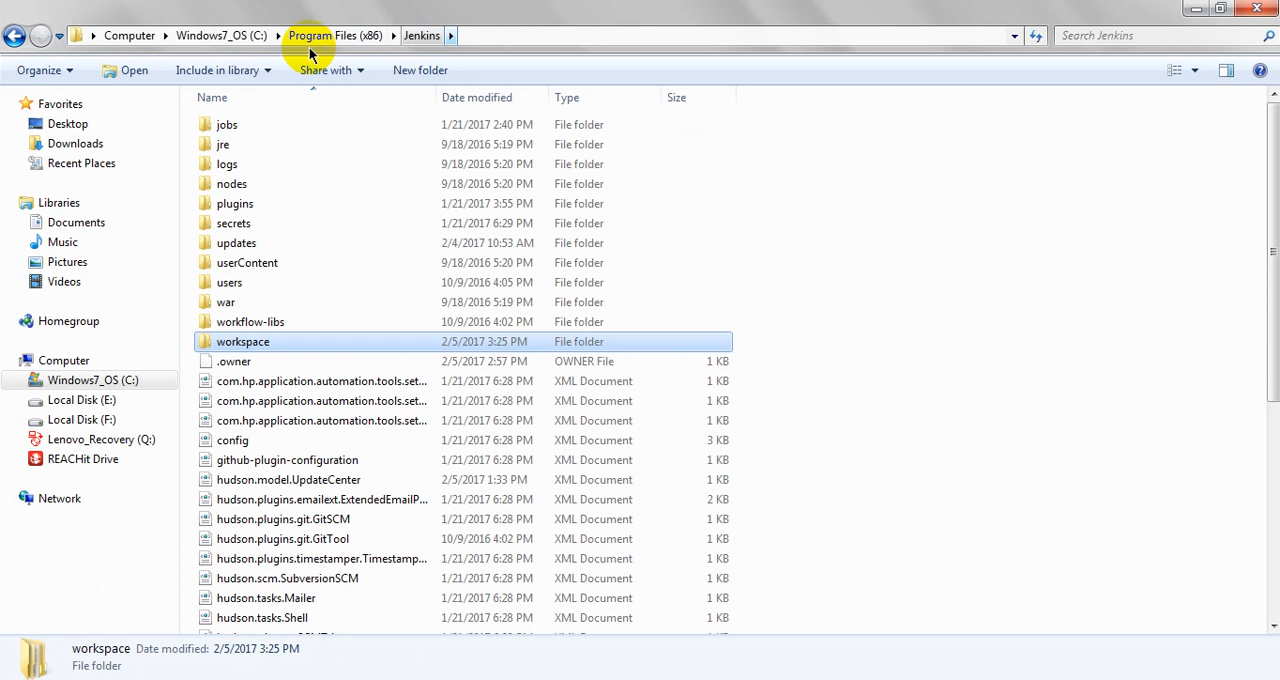 Computer Windows7_OS (C:) Program Files (x86) Jenkins Search Jenkins
Organize Open Include in library Share with New folder
Name Date modified Type Size
Favorites
Desktop
Downloads
Recent Places
Libraries
Documents
Music
Pictures
Videos
Homegroup
Computer
Windows7_OS (C:)
Local Disk (E:)
Local Disk (F:)
Lenovo_Recovery (Q:)
REACHit Drive
Network
jobs 1/21/2017 2:40 PM File folder
jre 9/18/2016 5:19 PM File folder
logs 9/18/2016 5:20 PM File folder
nodes 9/18/2016 5:20 PM File folder
plugins 1/21/2017 3:55 PM File folder
secrets 1/21/2017 6:29 PM File folder
updates 2/4/2017 10:53 AM File folder
userContent 9/18/2016 5:20 PM File folder
users 10/9/2016 4:05 PM File folder
war 9/18/2016 5:19 PM File folder
workflow-libs 10/9/2016 4:02 PM File folder
workspace 2/5/2017 3:25 PM File folder
.owner 2/5/2017 2:57 PM OWNER File 1 KB
com.hp.application.automation.tools.set... 1/21/2017 6:28 PM XML Document 1 KB
com.hp.application.automation.tools.set... 1/21/2017 6:28 PM XML Document 1 KB
com.hp.application.automation.tools.set... 1/21/2017 6:28 PM XML Document 1 KB
config 1/21/2017 6:28 PM XML Document 3 KB
github-plugin-configuration 1/21/2017 6:28 PM XML Document 1 KB
hudson.model.UpdateCenter 2/5/2017 1:33 PM XML Document 1 KB
hudson.plugins.emailext.ExtendedEmailP... 1/21/2017 6:28 PM XML Document 2 KB
hudson.plugins.git.GitSCM 1/21/2017 6:28 PM XML Document 1 KB
hudson.plugins.git.GitTool 10/9/2016 4:02 PM XML Document 1 KB
hudson.plugins.timestamper.Timestamp... 1/21/2017 6:28 PM XML Document 1 KB
hudson.scm.SubversionSCM 1/21/2017 6:28 PM XML Document 1 KB
hudson.tasks.Mailer 1/21/2017 6:28 PM XML Document 1 KB
hudson.tasks.Shell 1/21/2017 6:28 PM XML Document 1 KB
workspace Date modified: 2/5/2017 3:25 PM
File folder